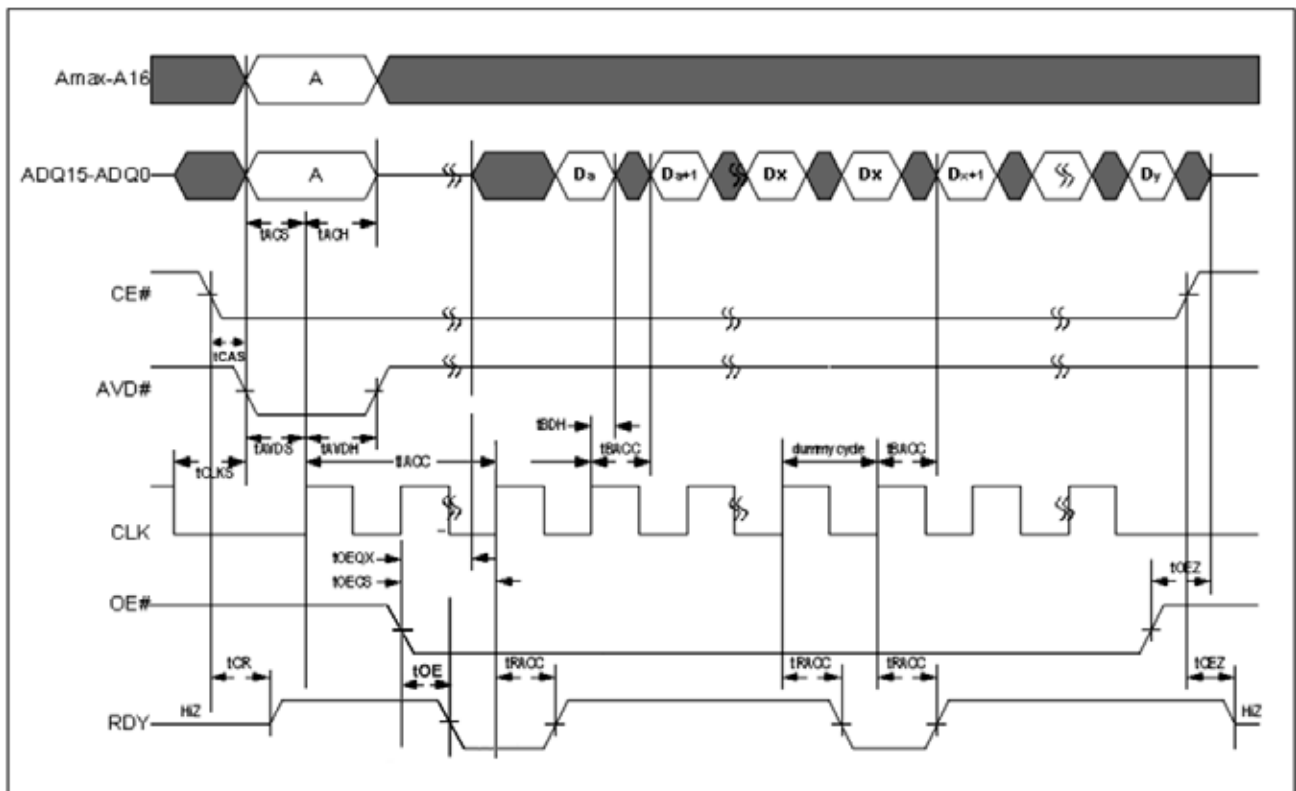 Amax-A16
A
ADQ15-ADQ0
A
Da
Da+1
Dx
Dx
Dx+1
Dy
tACS
tACH
CE#
tCAS
AVD#
tBDH
tAVDS
tAVDH
tBACC
dummy cycle
tBACC
tCLKS
tIACC
CLK
tOEQX
tOECS
tOEZ
OE#
tCR
tOE
tRACC
tRACC
tRACC
tCEZ
RDY
HiZ
HiZ